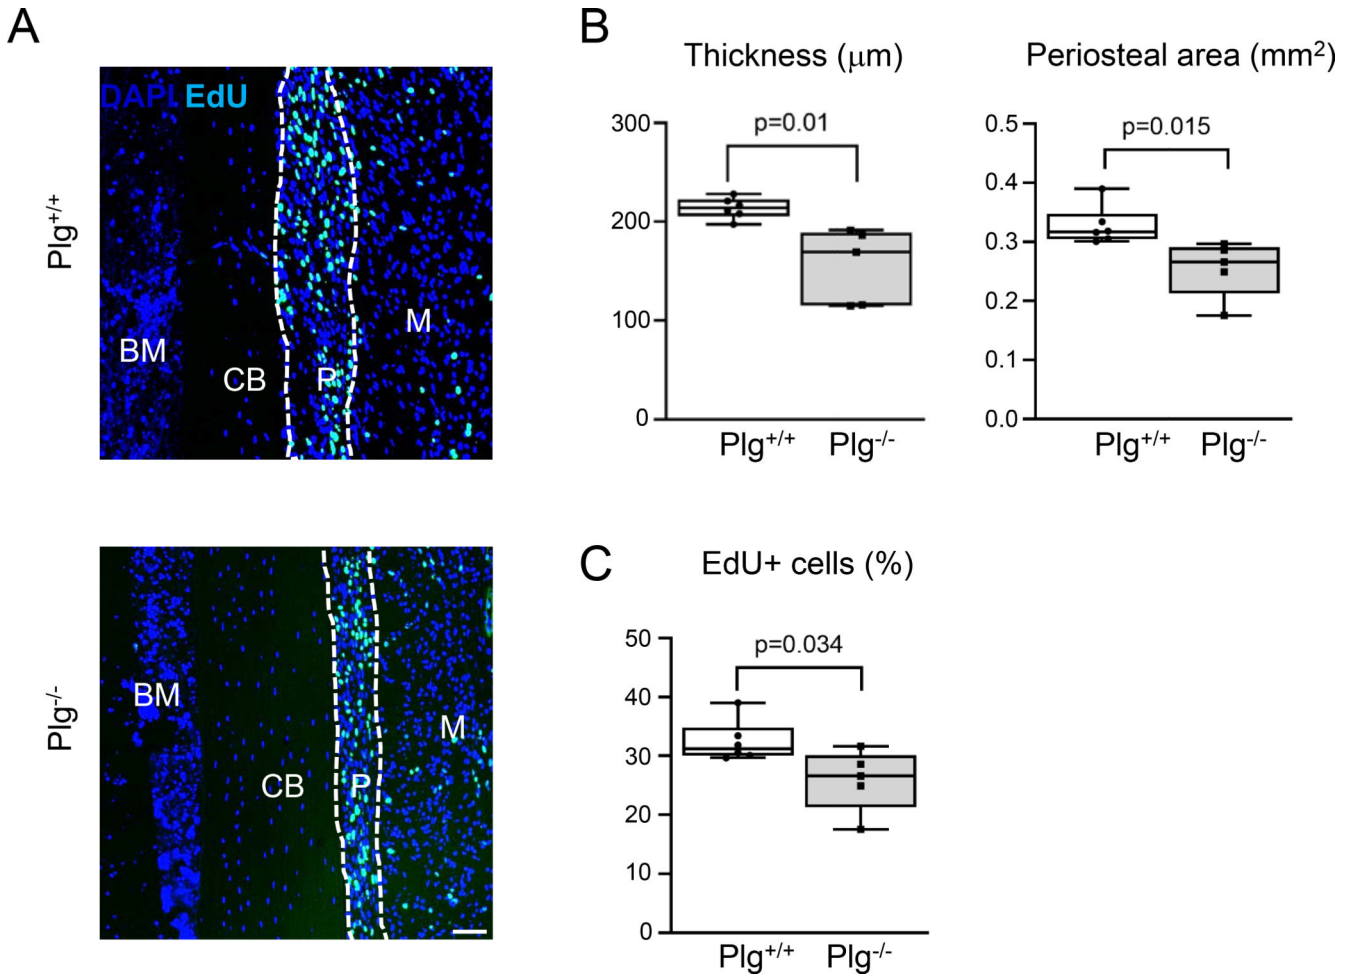 A
DAPI EdU
Plg+/+
BM
CB
P
M
Plg-/-
BM
CB
P
M
B
Thickness (μm)
300
200
100
0
p=0.01
Plg+/+
Plg-/-
Periosteal area (mm2)
0.5
0.4
0.3
0.2
0.1
0.0
p=0.015
Plg+/+
Plg-/-
C
EdU+ cells (%)
50
40
30
20
10
0
p=0.034
Plg+/+
Plg-/-